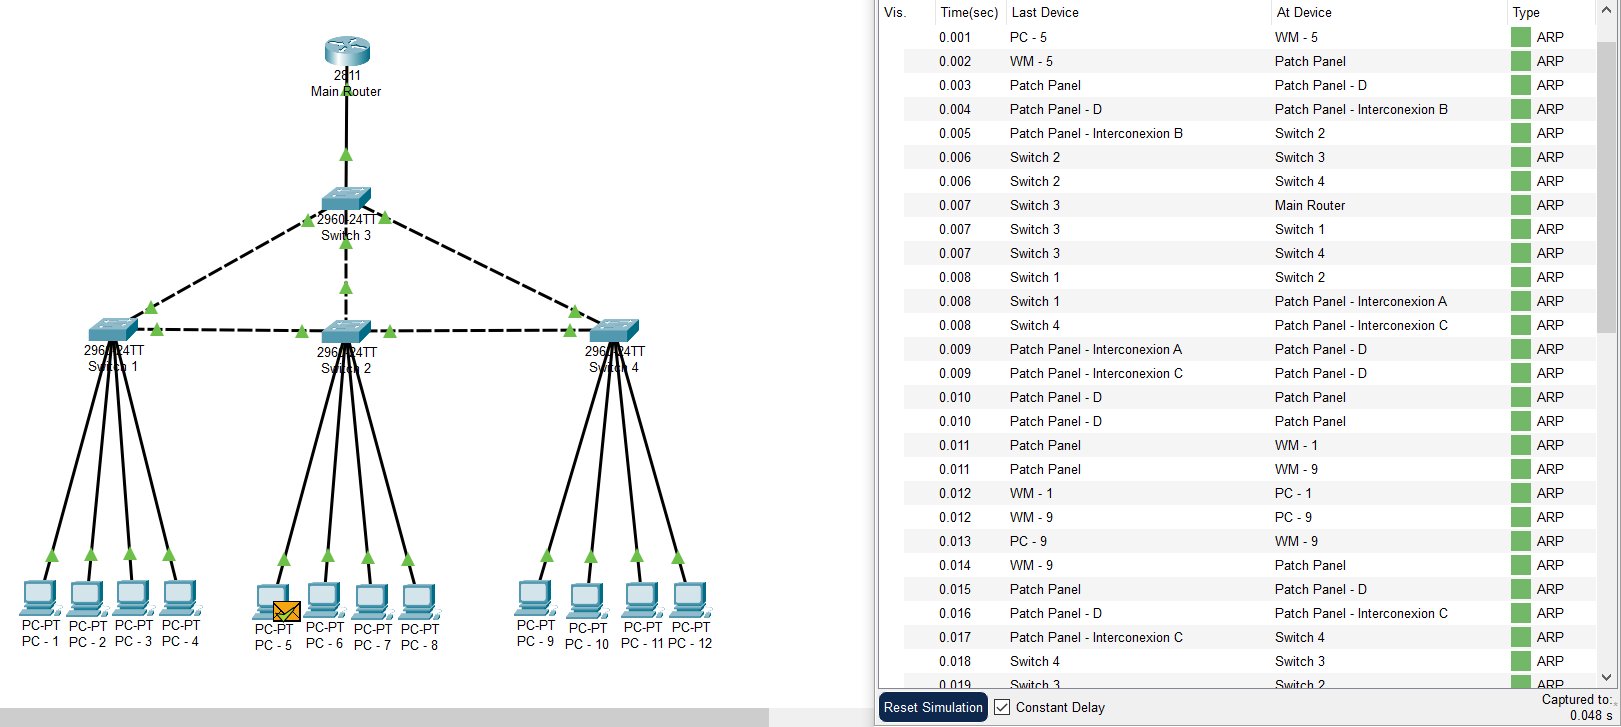 2811
Main Router
2960-24TT
Switch 3
2960-24TT
Switch 1
2960-24TT
Switch 2
2960-24TT
Switch 4
PC-PT
PC - 1
PC-PT
PC - 2
PC-PT
PC - 3
PC-PT
PC - 4
PC-PT
PC - 5
PC-PT
PC - 6
PC-PT
PC - 7
PC-PT
PC - 8
PC-PT
PC - 9
PC-PT
PC - 10
PC-PT
PC - 11
PC-PT
PC - 12
Vis. Time(sec) Last Device At Device Type
0.001 PC - 5 WM - 5 ARP
0.002 WM - 5 Patch Panel ARP
0.003 Patch Panel Patch Panel - D ARP
0.004 Patch Panel - D Patch Panel - Interconexion B ARP
0.005 Patch Panel - Interconexion B Switch 2 ARP
0.006 Switch 2 Switch 3 ARP
0.006 Switch 2 Switch 4 ARP
0.007 Switch 3 Main Router ARP
0.007 Switch 3 Switch 1 ARP
0.007 Switch 3 Switch 4 ARP
0.008 Switch 1 Switch 2 ARP
0.008 Switch 1 Patch Panel - Interconexion A ARP
0.008 Switch 4 Patch Panel - Interconexion C ARP
0.009 Patch Panel - Interconexion A Patch Panel - D ARP
0.009 Patch Panel - Interconexion C Patch Panel - D ARP
0.010 Patch Panel - D Patch Panel ARP
0.010 Patch Panel - D Patch Panel ARP
0.011 Patch Panel WM - 1 ARP
0.011 Patch Panel WM - 9 ARP
0.012 WM - 1 PC - 1 ARP
0.012 WM - 9 PC - 9 ARP
0.013 PC - 9 WM - 9 ARP
0.014 WM - 9 Patch Panel ARP
0.015 Patch Panel Patch Panel - D ARP
0.016 Patch Panel - D Patch Panel - Interconexion C ARP
0.017 Patch Panel - Interconexion C Switch 4 ARP
0.018 Switch 4 Switch 3 ARP
0.019 Switch 3 Switch 2 ARP
Reset Simulation Constant Delay
Captured to:
0.048 s